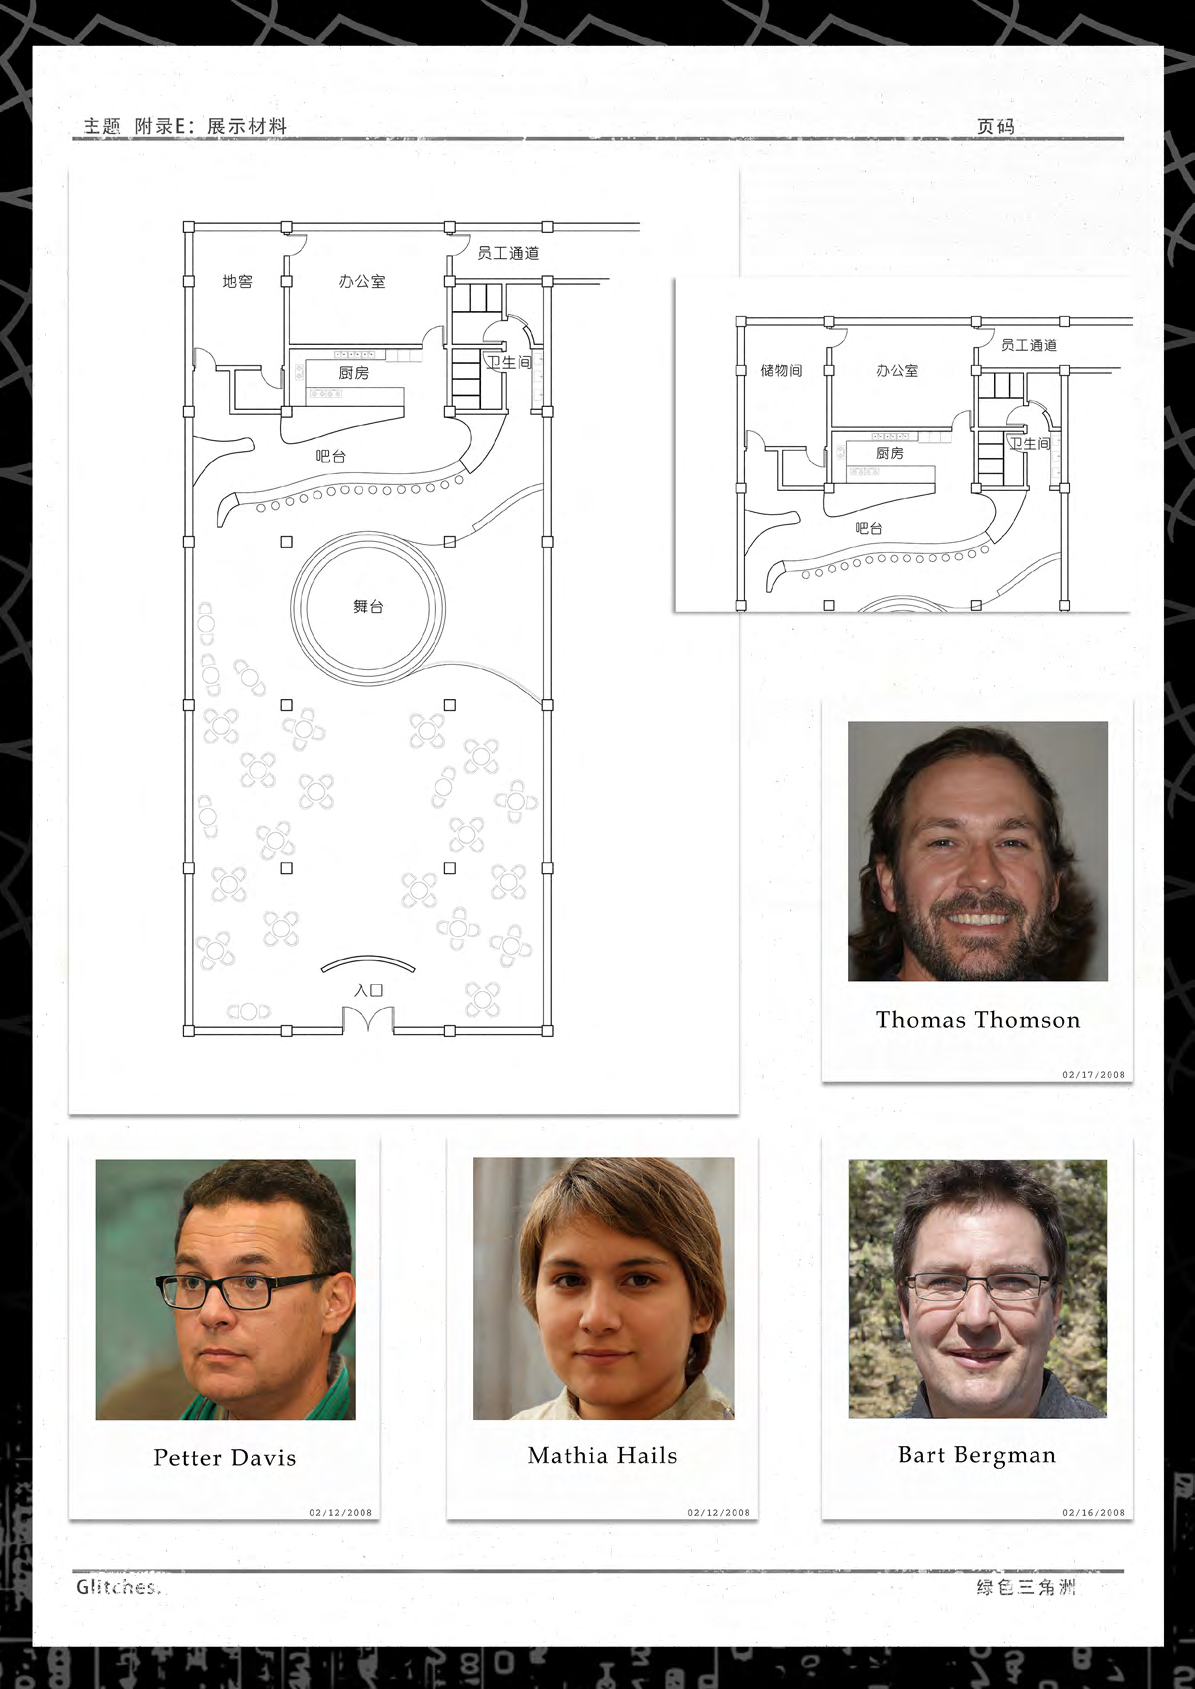 主题 附录E：展示材料
页码
员工通道
地窖
办公室
卫生间
厨房
吧台
舞台
入口
员工通道
储物间
办公室
卫生间
厨房
吧台
Thomas Thomson
02/17/2008
Petter Davis
02/12/2008
Mathia Hails
02/12/2008
Bart Bergman
02/16/2008
Glitches.
绿色三角洲